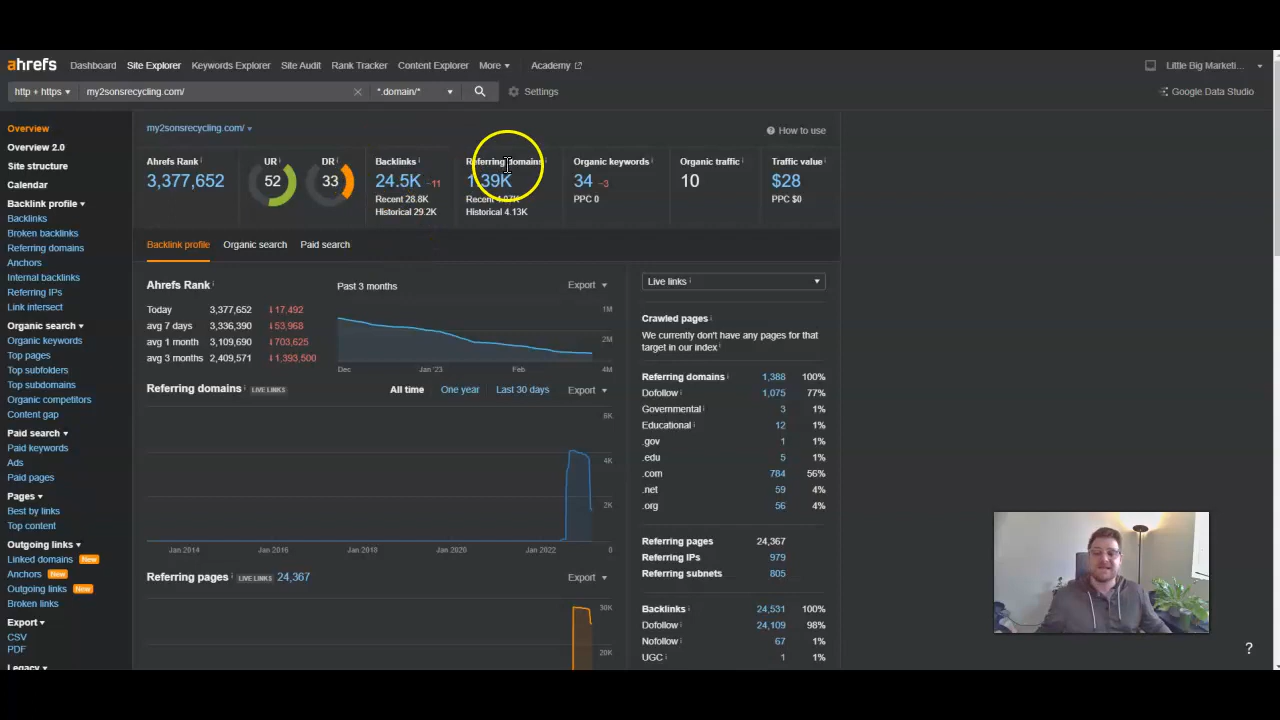 ahrefs Dashboard Site Explorer Keywords Explorer Site Audit Rank Tracker Content Explorer More Academy Little Big Marketi...
http + https my2sonsrecycling.com/ *.domain/* Settings Google Data Studio
Overview
Overview 2.0
Site structure
Calendar
Backlink profile
Backlinks
Broken backlinks
Referring domains
Anchors
Internal backlinks
Referring IPs
Link intersect
Organic search
Organic keywords
Top pages
Top subfolders
Top subdomains
Organic competitors
Content gap
Paid search
Paid keywords
Ads
Paid pages
Pages
Best by links
Top content
Outgoing links
Linked domains New
Anchors New
Outgoing links New
Broken links
Export
CSV
PDF
Legacy
my2sonsrecycling.com/ How to use
Ahrefs Rank UR DR Backlinks Referring domains Organic keywords Organic traffic Traffic value
3,377,652 52 33 24.5K -11 1.39K 34 -3 10 $28
Recent 28.8K PPC 0 PPC $0
Historical 29.2K Historical 4.13K
Backlink profile Organic search Paid search
Ahrefs Rank Past 3 months Export
Today 3,377,652 ↓17,492
avg 7 days 3,336,390 ↓53,968
avg 1 month 3,109,690 ↓703,625
avg 3 months 2,409,571 ↓1,393,500
1M
2M
4M
Dec Jan '23 Feb
Referring domains LIVE LINKS All time One year Last 30 days Export
6K
4K
2K
0
Jan 2014 Jan 2016 Jan 2018 Jan 2020 Jan 2022
Referring pages LIVE LINKS 24,367 Export
30K
20K
Live links
Crawled pages
We currently don't have any pages for that
target in our index
Referring domains 1,388 100%
Dofollow 1,075 77%
Governmental 3 1%
Educational 12 1%
.gov 1 1%
.edu 5 1%
.com 784 56%
.net 59 4%
.org 56 4%
Referring pages 24,367
Referring IPs 979
Referring subnets 805
Backlinks 24,531 100%
Dofollow 24,109 98%
Nofollow 67 1%
UGC 1 1%
?